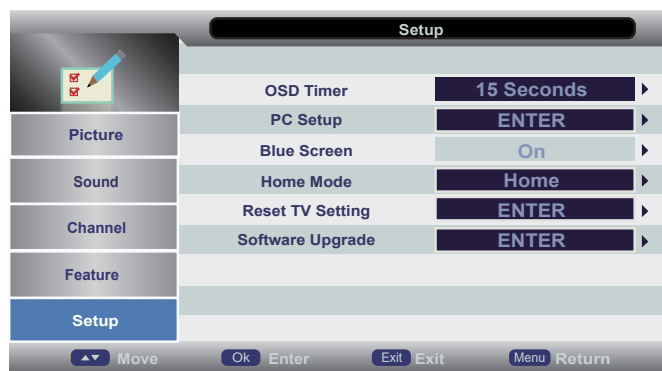 Setup
OSD Timer 15 Seconds
PC Setup ENTER
Blue Screen On
Home Mode Home
Reset TV Setting ENTER
Software Upgrade ENTER
Picture
Sound
Channel
Feature
Setup
Move Ok Enter Exit Exit Menu Return